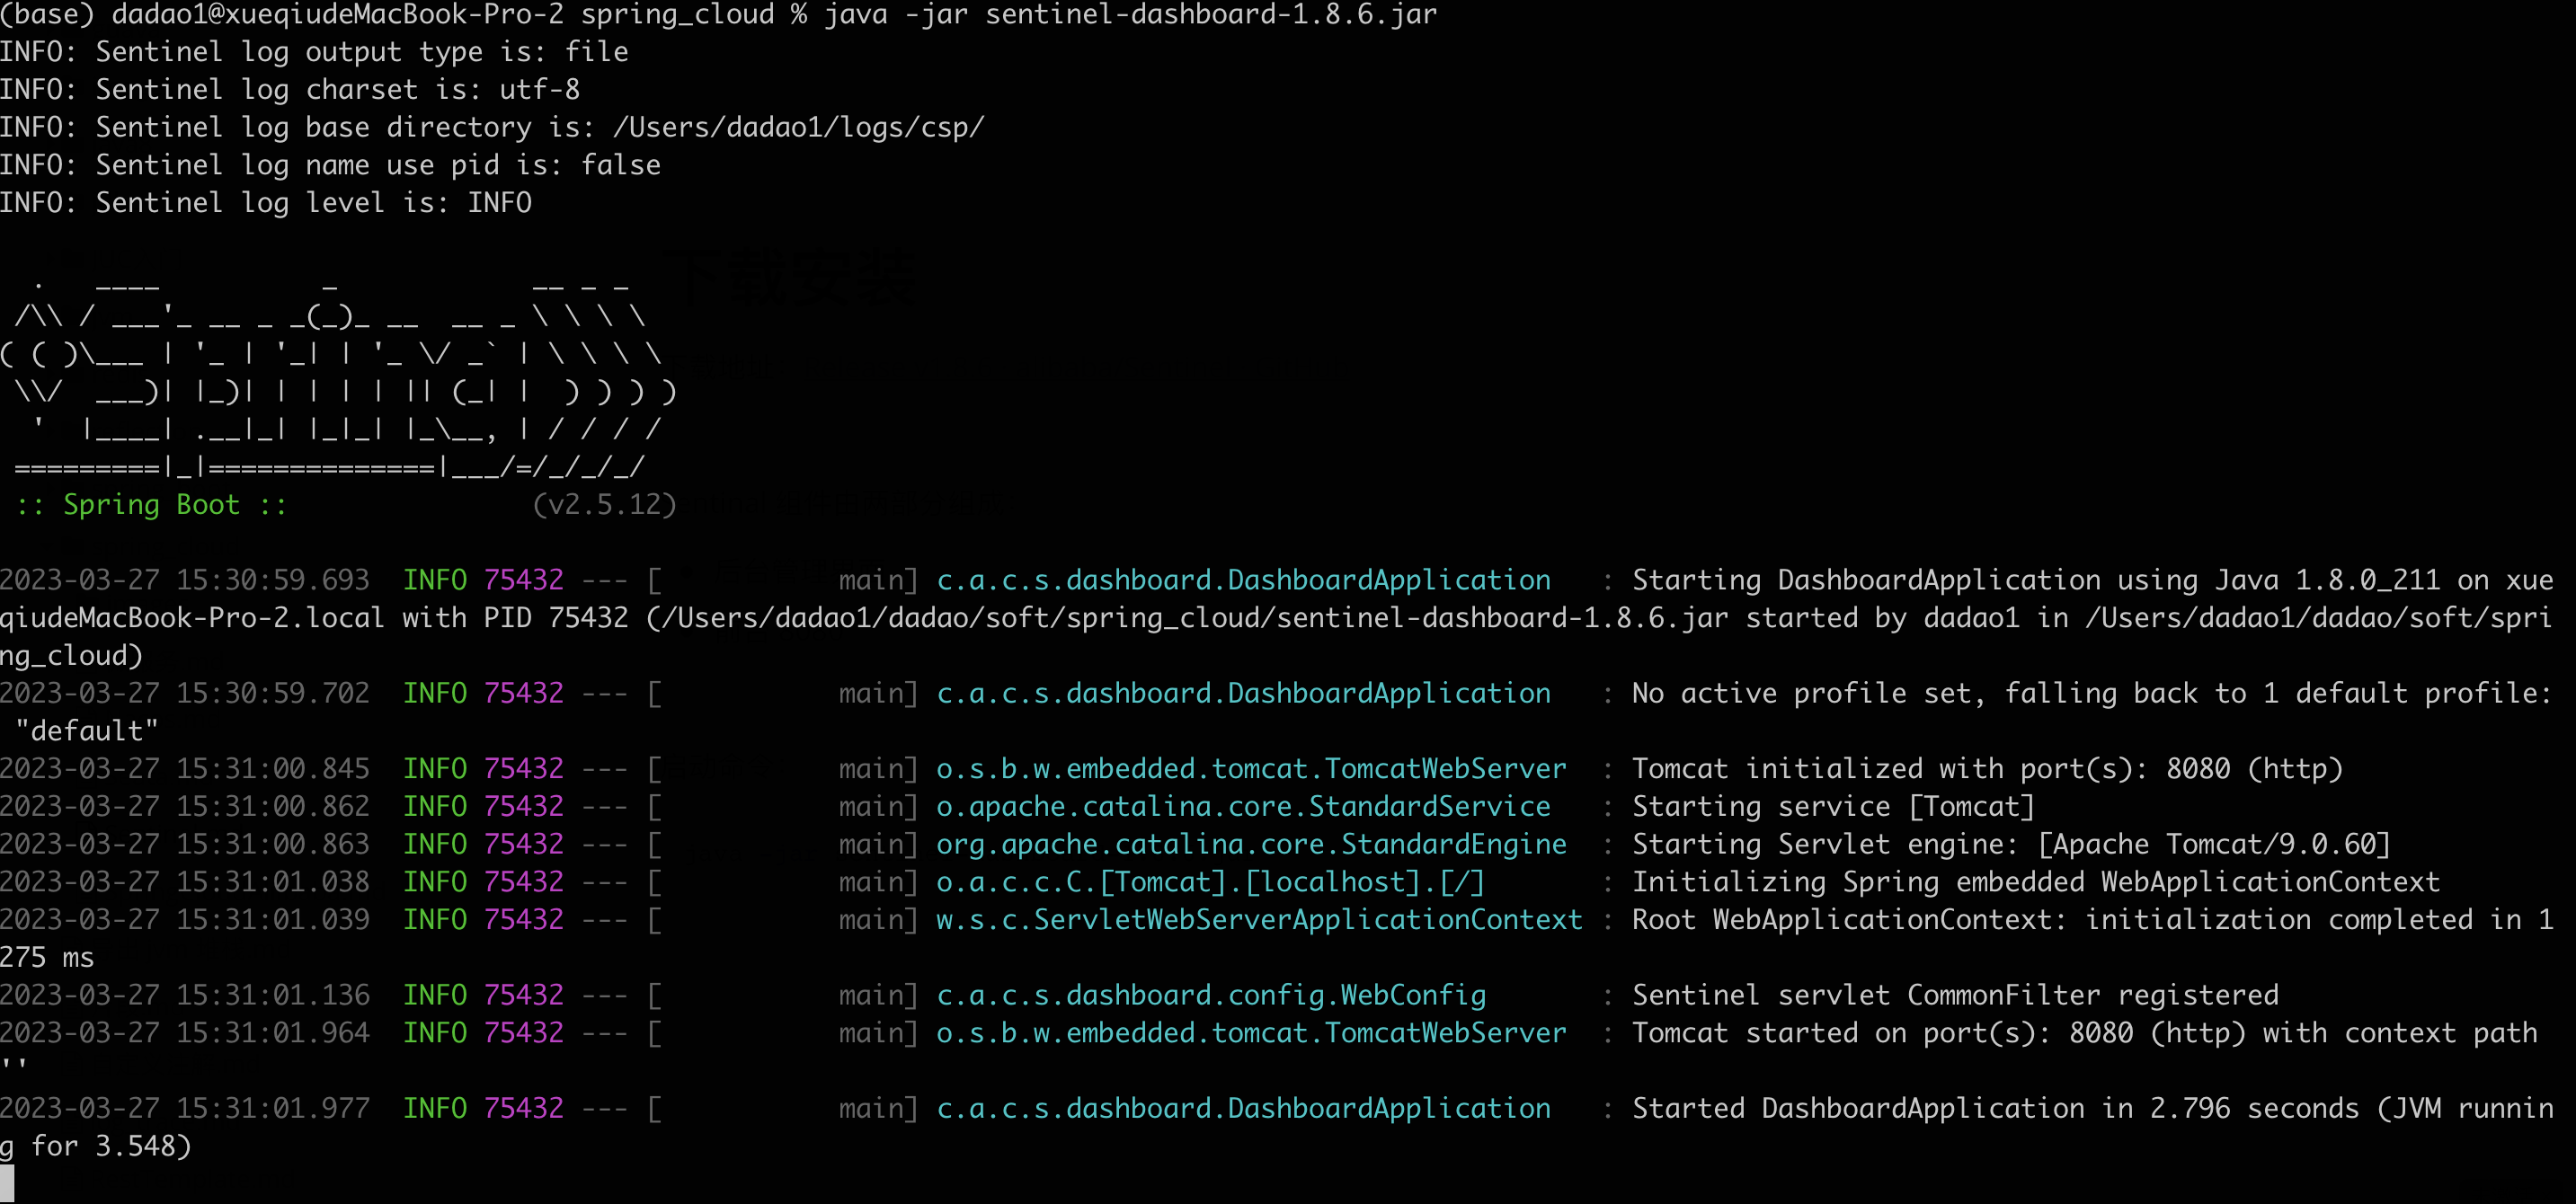 (base) dadao1@xueqiudeMacBook-Pro-2 spring_cloud % java -jar sentinel-dashboard-1.8.6.jar
INFO: Sentinel log output type is: file
INFO: Sentinel log charset is: utf-8
INFO: Sentinel log base directory is: /Users/dadao1/logs/csp/
INFO: Sentinel log name use pid is: false
INFO: Sentinel log level is: INFO
下载安装
  .   ____          _            __ _ _
 /\\ / ___'_ __ _ _(_)_ __  __ _ \ \ \ \
( ( )\___ | '_ | '_| | '_ \/ _` | \ \ \ \
 \\/  ___)| |_)| | | | | || (_| |  ) ) ) )
  '  |____| .__|_| |_|_| |_\__, | / / / /
 =========|_|==============|___/=/_/_/_/
 :: Spring Boot ::               (v2.5.12)
2023-03-27 15:30:59.693  INFO 75432 --- [           main] c.a.c.s.dashboard.DashboardApplication   : Starting DashboardApplication using Java 1.8.0_211 on xue
qiudeMacBook-Pro-2.local with PID 75432 (/Users/dadao1/dadao/soft/spring_cloud/sentinel-dashboard-1.8.6.jar started by dadao1 in /Users/dadao1/dadao/soft/spri
ng_cloud)
2023-03-27 15:30:59.702  INFO 75432 --- [           main] c.a.c.s.dashboard.DashboardApplication   : No active profile set, falling back to 1 default profile:
 "default"
2023-03-27 15:31:00.845  INFO 75432 --- [           main] o.s.b.w.embedded.tomcat.TomcatWebServer  : Tomcat initialized with port(s): 8080 (http)
2023-03-27 15:31:00.862  INFO 75432 --- [           main] o.apache.catalina.core.StandardService   : Starting service [Tomcat]
2023-03-27 15:31:00.863  INFO 75432 --- [           main] org.apache.catalina.core.StandardEngine  : Starting Servlet engine: [Apache Tomcat/9.0.60]
2023-03-27 15:31:01.038  INFO 75432 --- [           main] o.a.c.c.C.[Tomcat].[localhost].[/]       : Initializing Spring embedded WebApplicationContext
2023-03-27 15:31:01.039  INFO 75432 --- [           main] w.s.c.ServletWebServerApplicationContext : Root WebApplicationContext: initialization completed in 1
275 ms
2023-03-27 15:31:01.136  INFO 75432 --- [           main] c.a.c.s.dashboard.config.WebConfig       : Sentinel servlet CommonFilter registered
2023-03-27 15:31:01.964  INFO 75432 --- [           main] o.s.b.w.embedded.tomcat.TomcatWebServer  : Tomcat started on port(s): 8080 (http) with context path
''
2023-03-27 15:31:01.977  INFO 75432 --- [           main] c.a.c.s.dashboard.DashboardApplication   : Started DashboardApplication in 2.796 seconds (JVM runnin
g for 3.548)